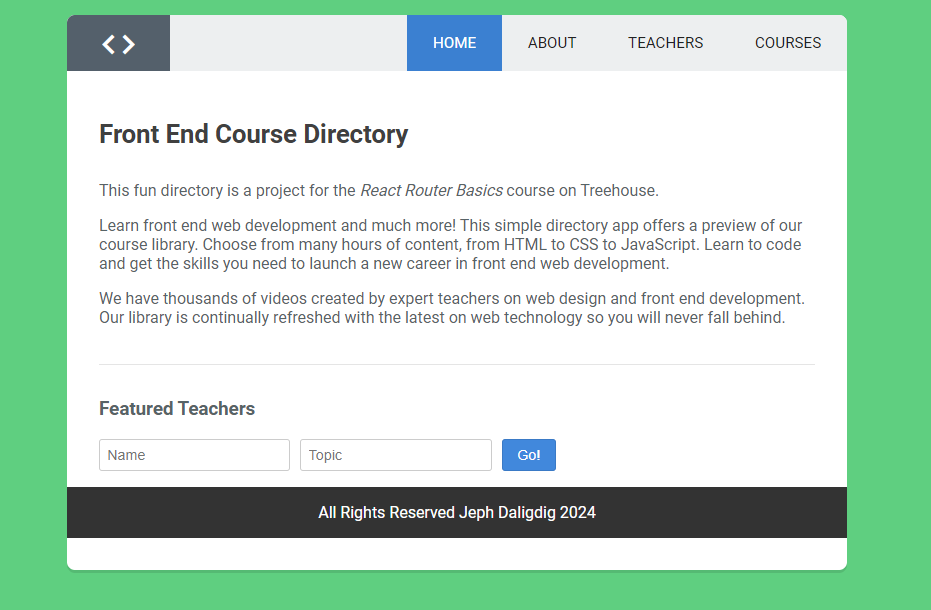 < >
HOME ABOUT TEACHERS COURSES
Front End Course Directory
This fun directory is a project for the React Router Basics course on Treehouse.
Learn front end web development and much more! This simple directory app offers a preview of our
course library. Choose from many hours of content, from HTML to CSS to JavaScript. Learn to code
and get the skills you need to launch a new career in front end web development.
We have thousands of videos created by expert teachers on web design and front end development.
Our library is continually refreshed with the latest on web technology so you will never fall behind.
Featured Teachers
Name Topic Go!
All Rights Reserved Jeph Daligdig 2024